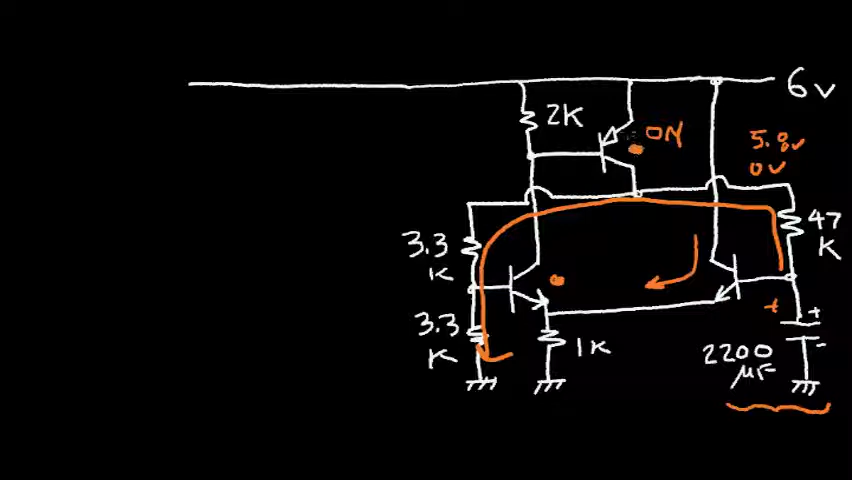 6v
2K
ON
5.8v
0v
47
K
3.3
K
3.3
K
1K
+
+
-
2200
µF